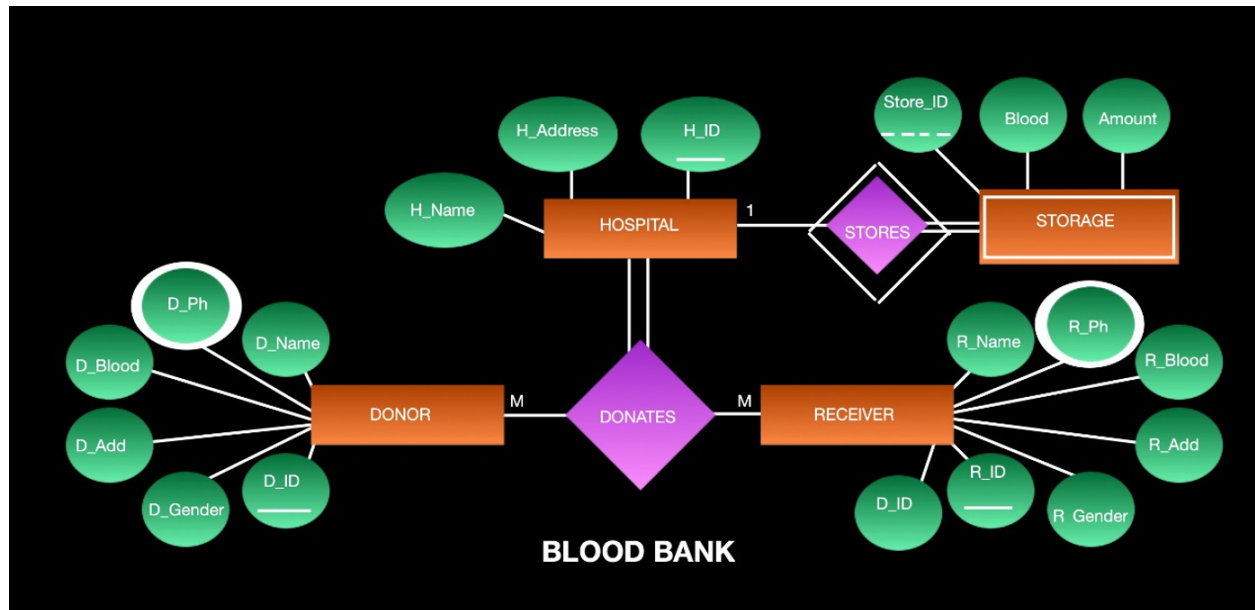 Store_ID
Blood
Amount
H_Address
H_ID
H_Name
HOSPITAL
1
STORES
STORAGE
D_Ph
D_Name
D_Blood
D_Add
D_Gender
D_ID
DONOR
M
DONATES
M
RECEIVER
R_Name
R_Ph
R_Blood
R_Add
R_Gender
R_ID
D_ID
BLOOD BANK